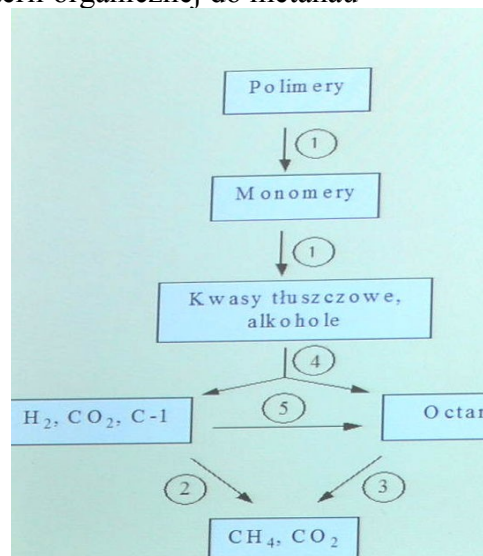 organicznej do metanau
Polimery
1
Monomery
1
Kwasy tłuszczowe,
alkohole
4
H₂, CO₂, C-1
5
Octan
2
3
CH₄, CO₂